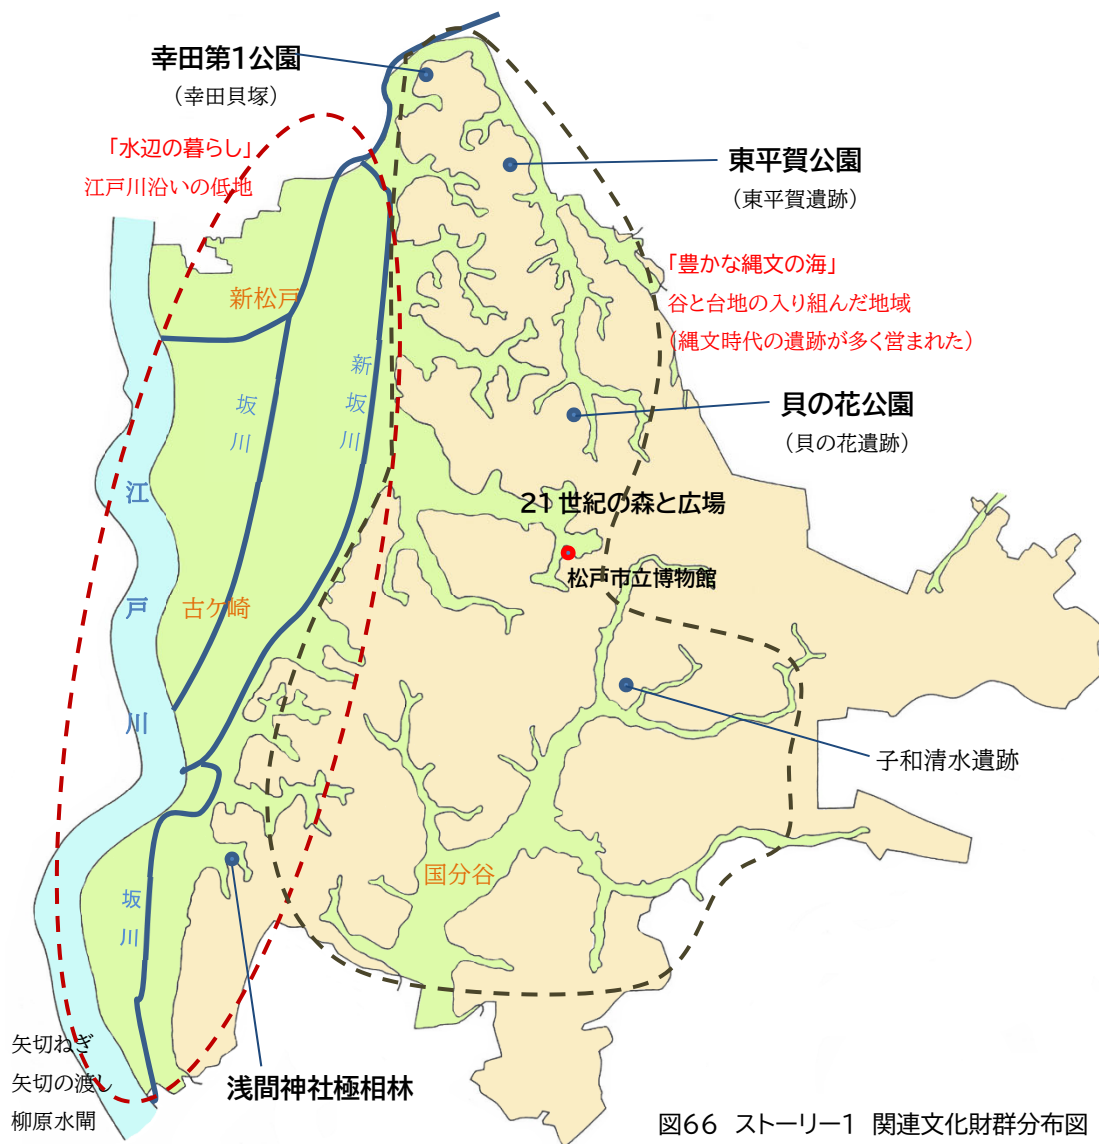 幸田第1公園
（幸田貝塚）
「水辺の暮らし」
江戸川沿いの低地
東平賀公園
（東平賀遺跡）
「豊かな縄文の海」
谷と台地の入り組んだ地域
（縄文時代の遺跡が多く営まれた）
新松戸
坂川
新坂川
貝の花公園
（貝の花遺跡）
江戸川
21世紀の森と広場
松戸市立博物館
古ケ崎
子和清水遺跡
国分谷
坂川
矢切ねぎ
矢切の渡し
柳原水閘
浅間神社極相林
図66 ストーリー1 関連文化財群分布図